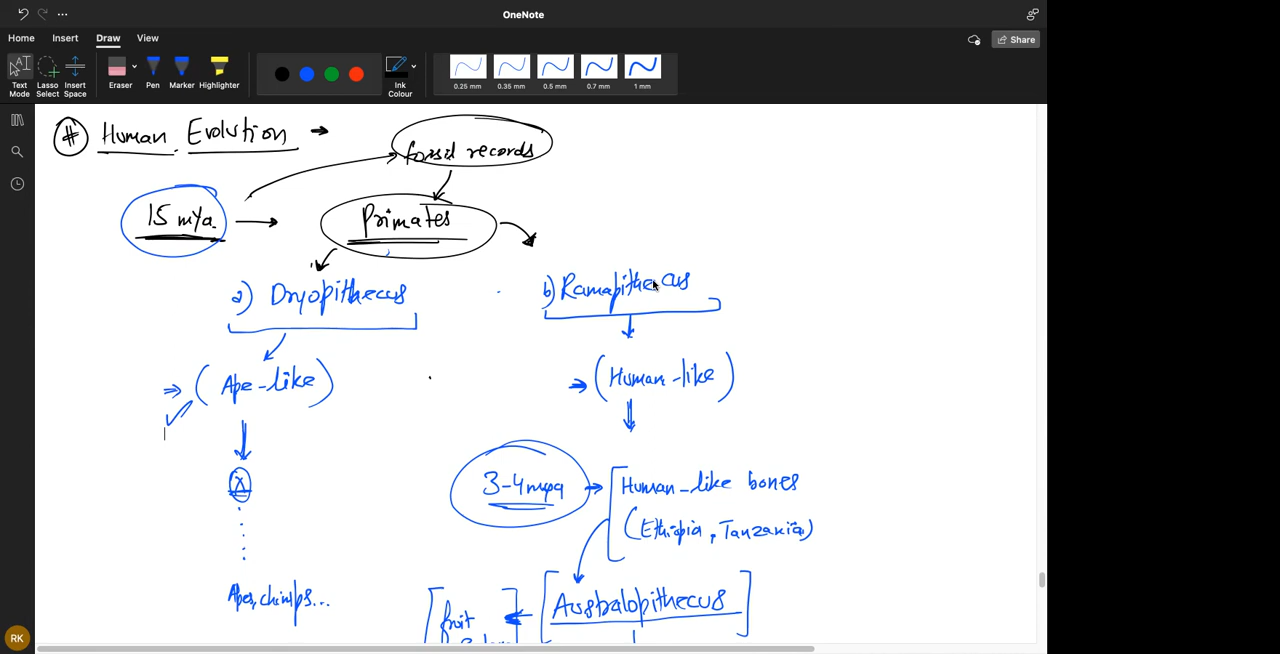 OneNote
Home Insert Draw View
Share
Text Mode
Lasso Select
Insert Space
Eraser
Pen
Marker
Highlighter
Ink Colour
0.25 mm
0.35 mm
0.5 mm
0.7 mm
1 mm
# Human Evolution →
fossil records
15 mya. → Primates
a) Dryopithecus
b) Ramapithecus
⇒ (Ape-like)
→ (Human-like)
x
3-4 mya → Human-like bones
(Ethiopia, Tanzania)
Apes, chimps...
fruit
Australopithecus
RK